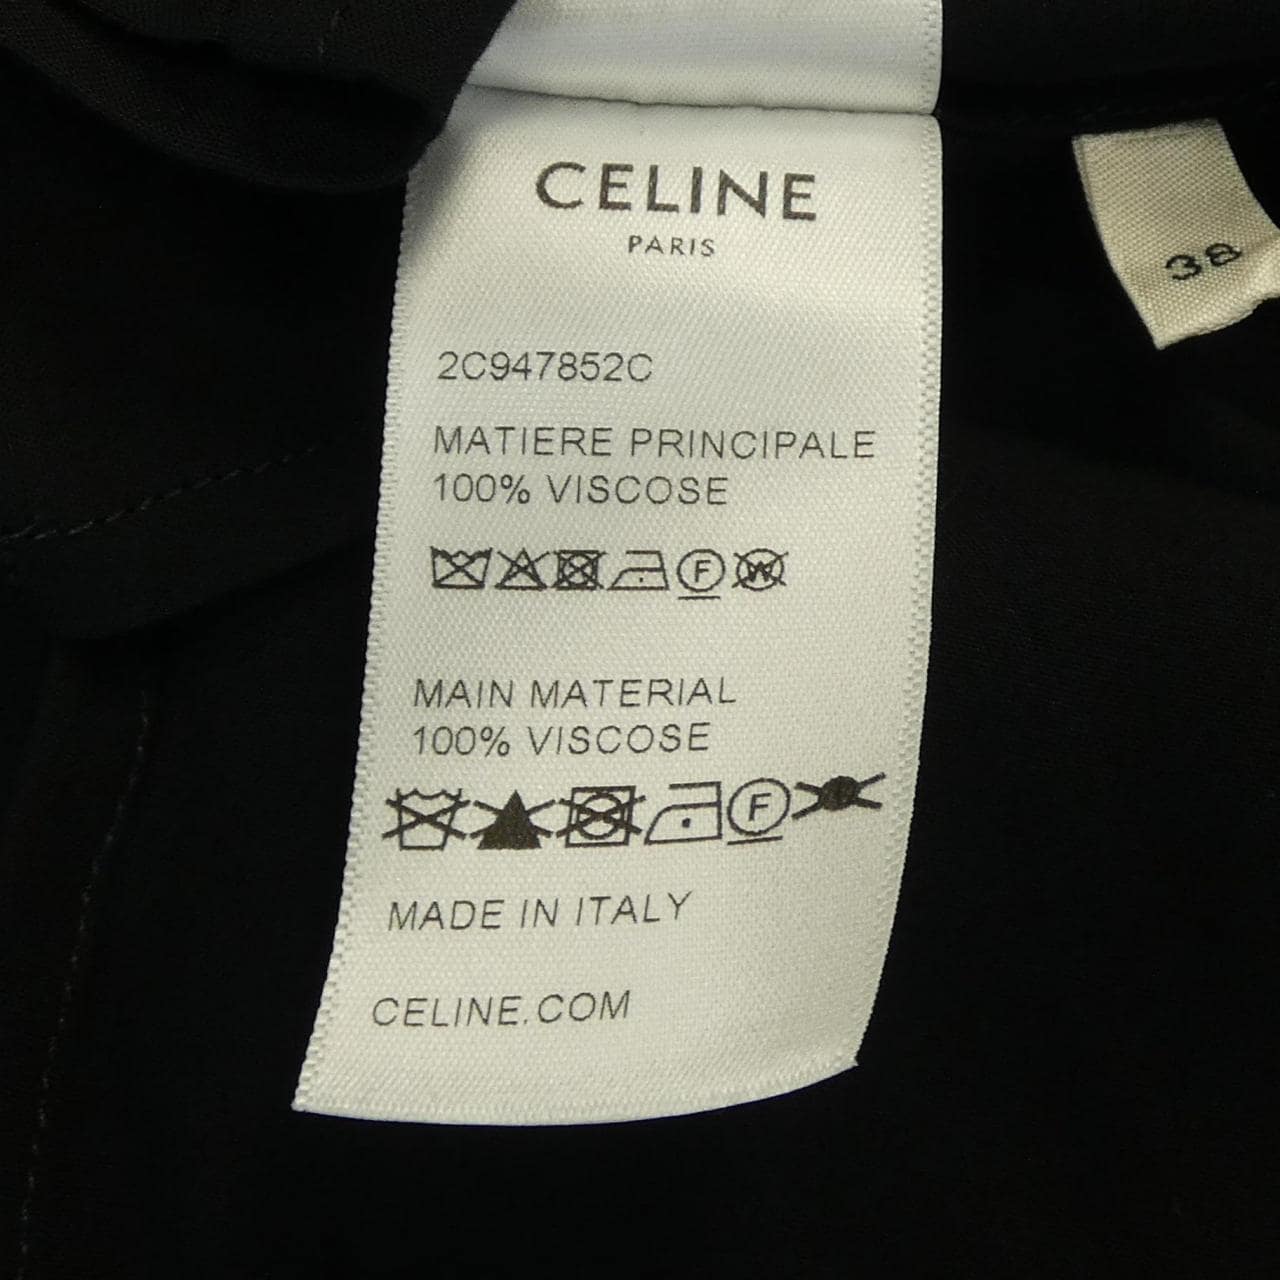 CELINE
PARIS
38
2C947852C
MATIERE PRINCIPALE
100% VISCOSE
F W
MAIN MATERIAL
100% VISCOSE
F
MADE IN ITALY
CELINE.COM